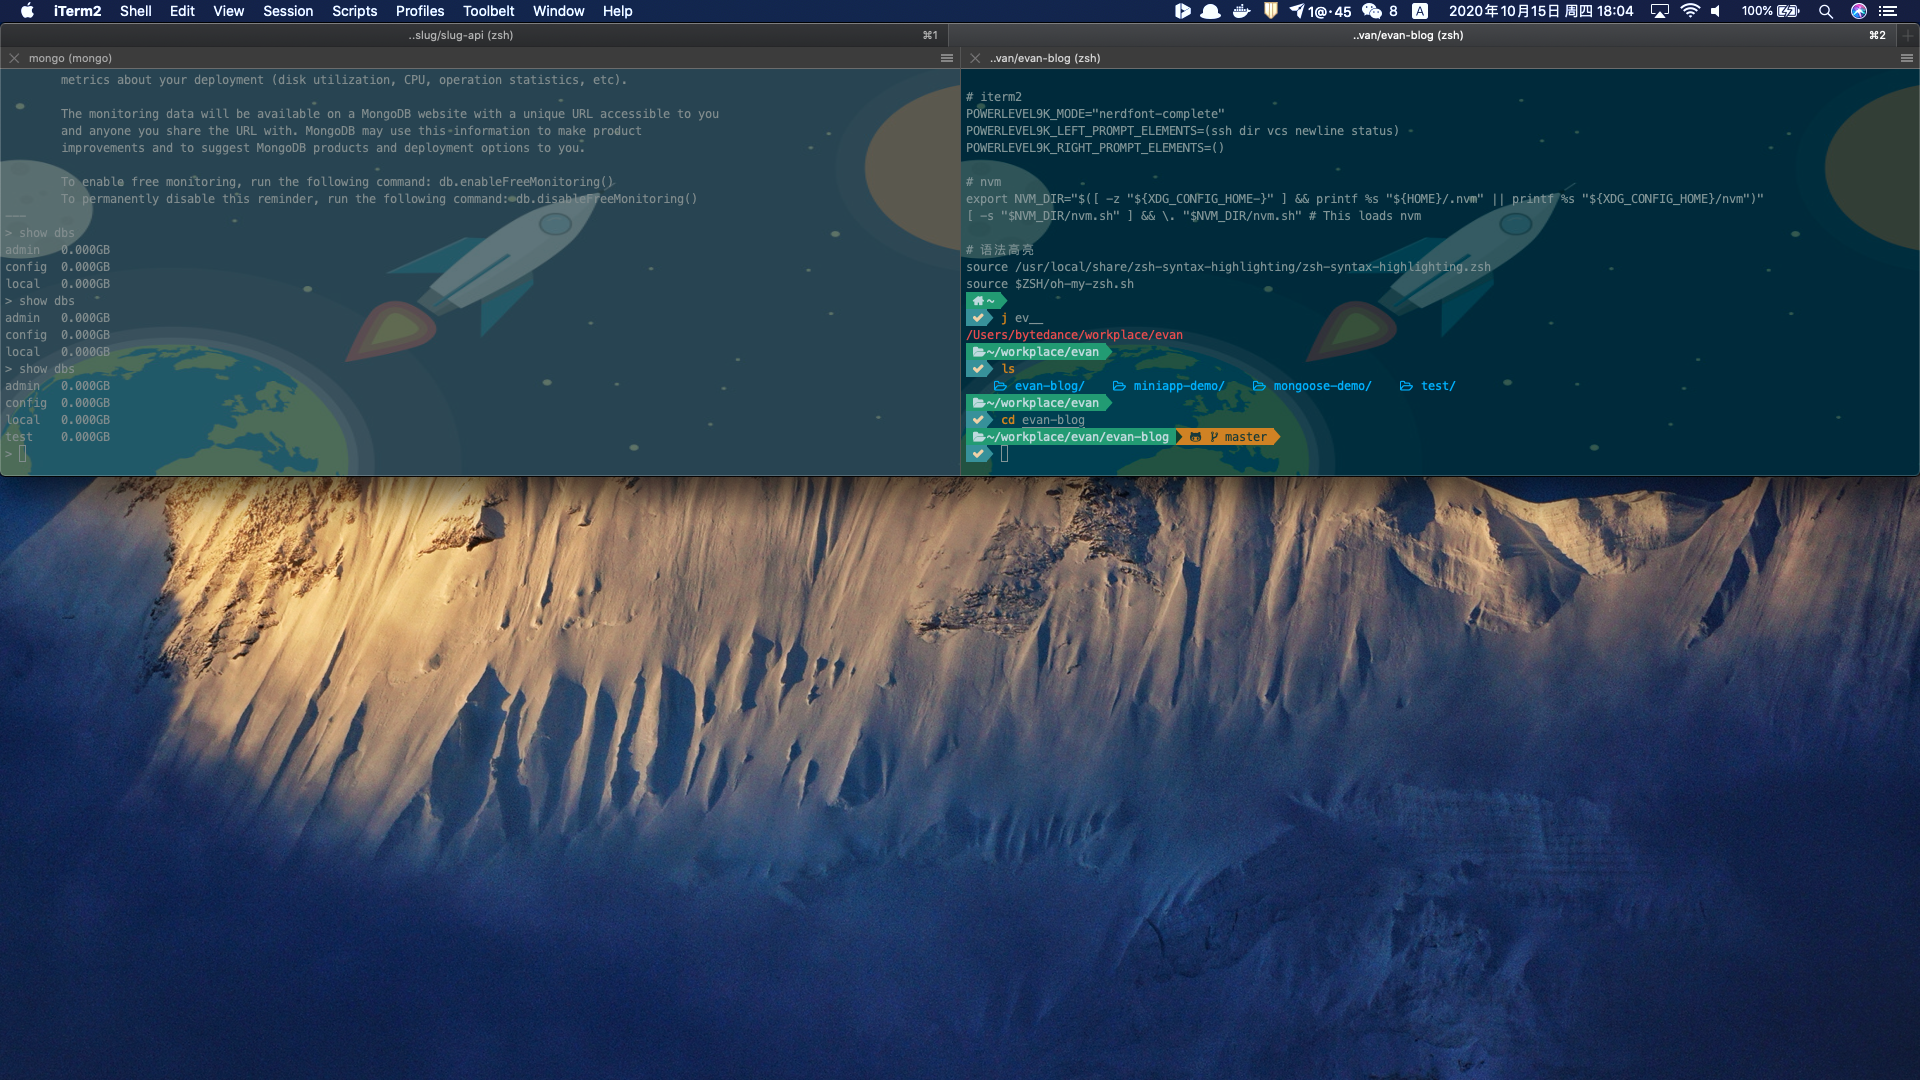 iTerm2 Shell Edit View Session Scripts Profiles Toolbelt Window Help 1@·45 8 A 2020年10月15日 周四 18:04 100%
..slug/slug-api (zsh) ⌘1 ..van/evan-blog (zsh) ⌘2
mongo (mongo)
metrics about your deployment (disk utilization, CPU, operation statistics, etc).
The monitoring data will be available on a MongoDB website with a unique URL accessible to you
and anyone you share the URL with. MongoDB may use this information to make product
improvements and to suggest MongoDB products and deployment options to you.
To enable free monitoring, run the following command: db.enableFreeMonitoring()
To permanently disable this reminder, run the following command: db.disableFreeMonitoring()
---
> show dbs
admin 0.000GB
config 0.000GB
local 0.000GB
> show dbs
admin 0.000GB
config 0.000GB
local 0.000GB
> show dbs
admin 0.000GB
config 0.000GB
local 0.000GB
test 0.000GB
>
..van/evan-blog (zsh)
# iterm2
POWERLEVEL9K_MODE="nerdfont-complete"
POWERLEVEL9K_LEFT_PROMPT_ELEMENTS=(ssh dir vcs newline status)
POWERLEVEL9K_RIGHT_PROMPT_ELEMENTS=()
# nvm
export NVM_DIR="$([ -z "${XDG_CONFIG_HOME-}" ] && printf %s "${HOME}/.nvm" || printf %s "${XDG_CONFIG_HOME}/nvm")"
[ -s "$NVM_DIR/nvm.sh" ] && \. "$NVM_DIR/nvm.sh" # This loads nvm
# 语法高亮
source /usr/local/share/zsh-syntax-highlighting/zsh-syntax-highlighting.zsh
source $ZSH/oh-my-zsh.sh
~
✔ j ev__
/Users/bytedance/workplace/evan
~/workplace/evan
✔ ls
evan-blog/ miniapp-demo/ mongoose-demo/ test/
~/workplace/evan
✔ cd evan-blog
~/workplace/evan/evan-blog master
✔